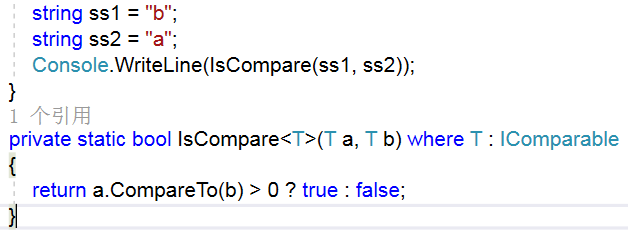 string ss1 = "b";
string ss2 = "a";
Console.WriteLine(IsCompare(ss1, ss2));
}
1 个引用
private static bool IsCompare<T>(T a, T b) where T : IComparable
{
return a.CompareTo(b) > 0 ? true : false;
}